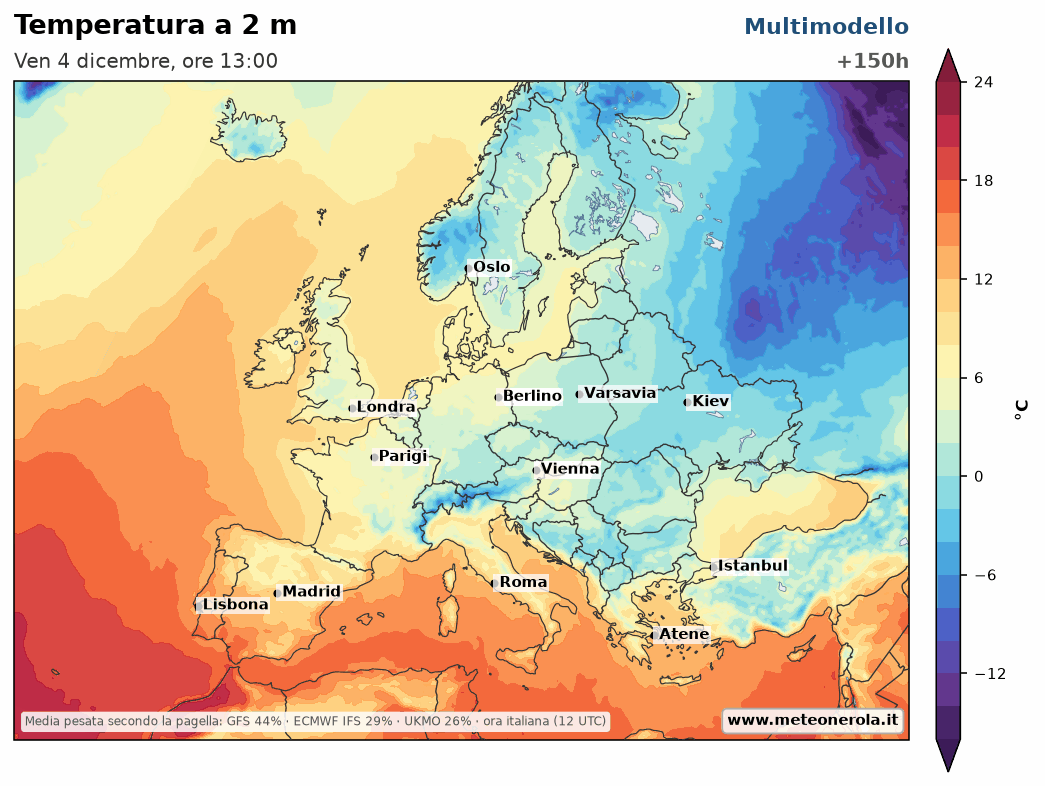 Temperatura a 2 m
Multimodello
Ven 4 dicembre, ore 13:00
+150h
24
18
12
6
0
−6
−12
°C
Oslo
Berlino
Varsavia
Kiev
Londra
Parigi
Vienna
Istanbul
Roma
Madrid
Lisbona
Atene
Media pesata secondo la pagella: GFS 44% · ECMWF IFS 29% · UKMO 26% · ora italiana (12 UTC)
www.meteonerola.it